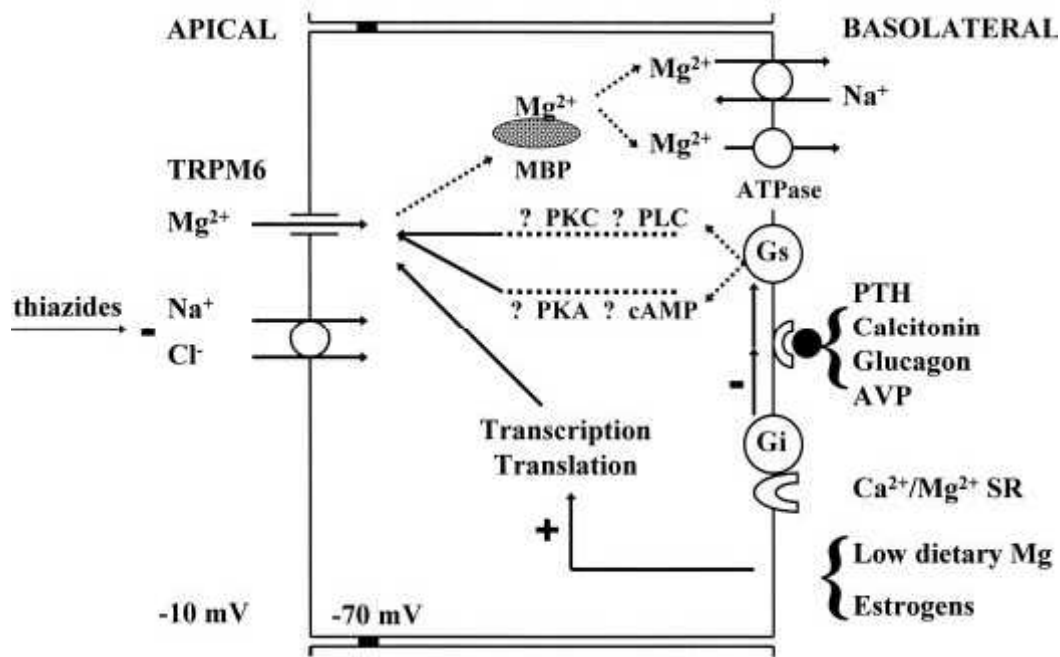 APICAL
BASOLATERAL
Mg²⁺
Mg²⁺
Na⁺
Mg²⁺
MBP
ATPase
TRPM6
Mg²⁺
? PKC ? PLC
Gs
thiazides
-
Na⁺
Cl⁻
? PKA ? cAMP
PTH
Calcitonin
Glucagon
AVP
-
Gi
Transcription
Translation
Ca²⁺/Mg²⁺ SR
+
Low dietary Mg
Estrogens
-10 mV
-70 mV